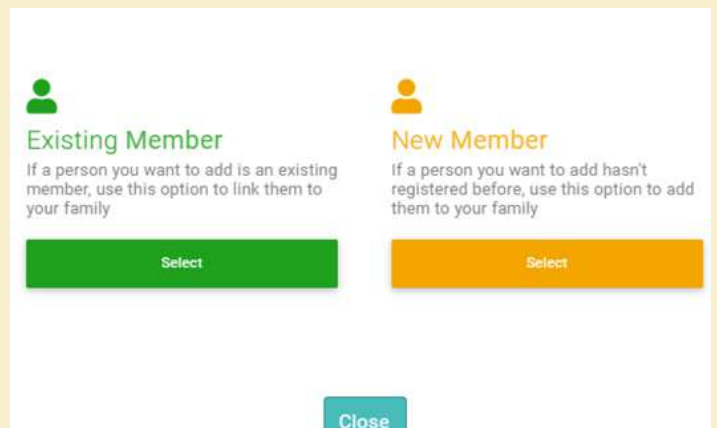 Existing Member
If a person you want to add is an existing
member, use this option to link them to
your family
Select
New Member
If a person you want to add hasn't
registered before, use this option to add
them to your family
Select
Close